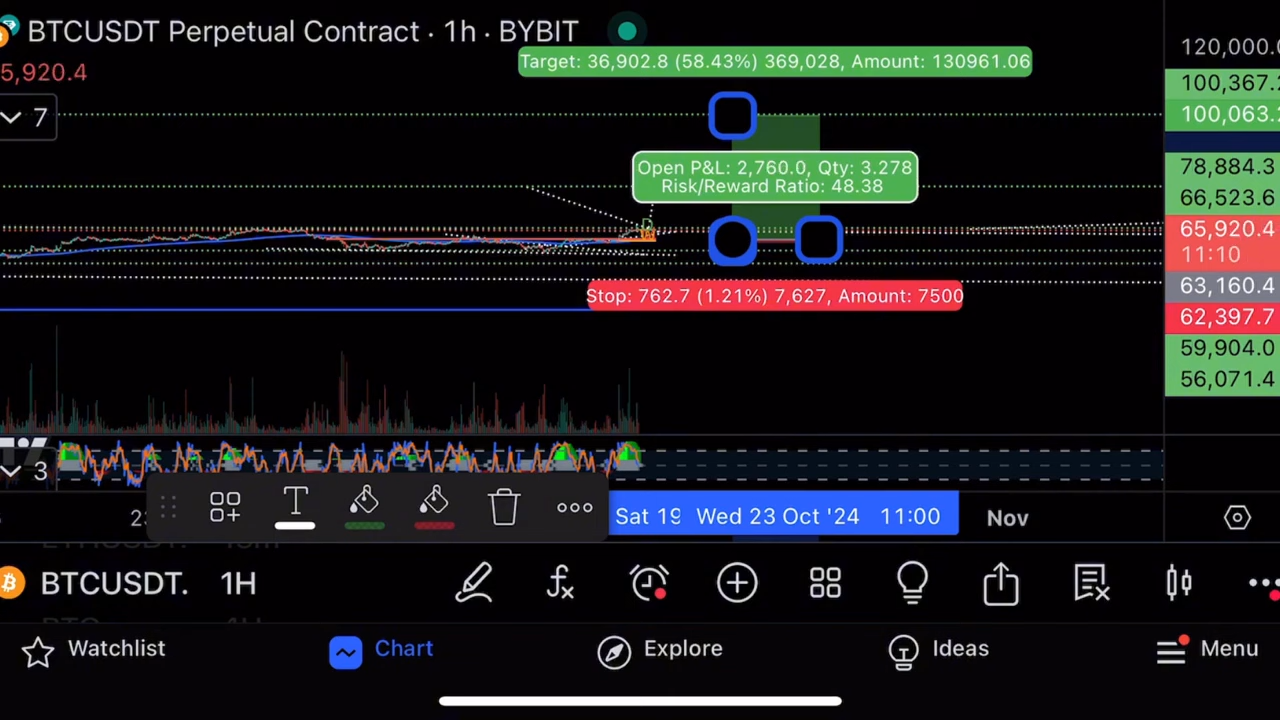 BTCUSDT Perpetual Contract · 1h · BYBIT
5,920.4
7
Target: 36,902.8 (58.43%) 369,028, Amount: 130961.06
Open P&L: 2,760.0, Qty: 3.278
Risk/Reward Ratio: 48.38
Stop: 762.7 (1.21%) 7,627, Amount: 7500
120,000.
100,367.
100,063.
78,884.3
66,523.6
65,920.4
11:10
63,160.4
62,397.7
59,904.0
56,071.4
3
T
Sat 19 Wed 23 Oct '24 11:00
Nov
BTCUSDT. 1H
Watchlist
Chart
Explore
Ideas
Menu